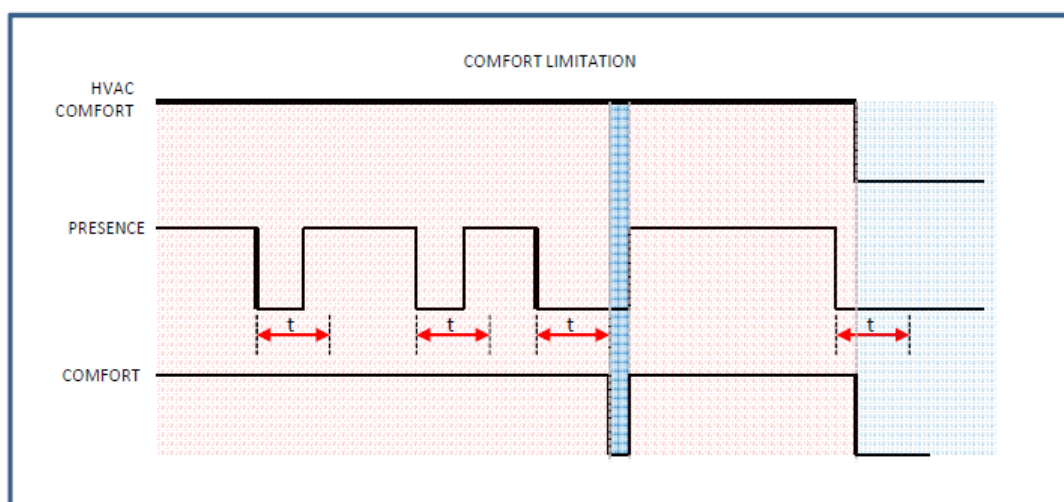 COMFORT LIMITATION
HVAC
COMFORT
PRESENCE
t
t
t
t
COMFORT